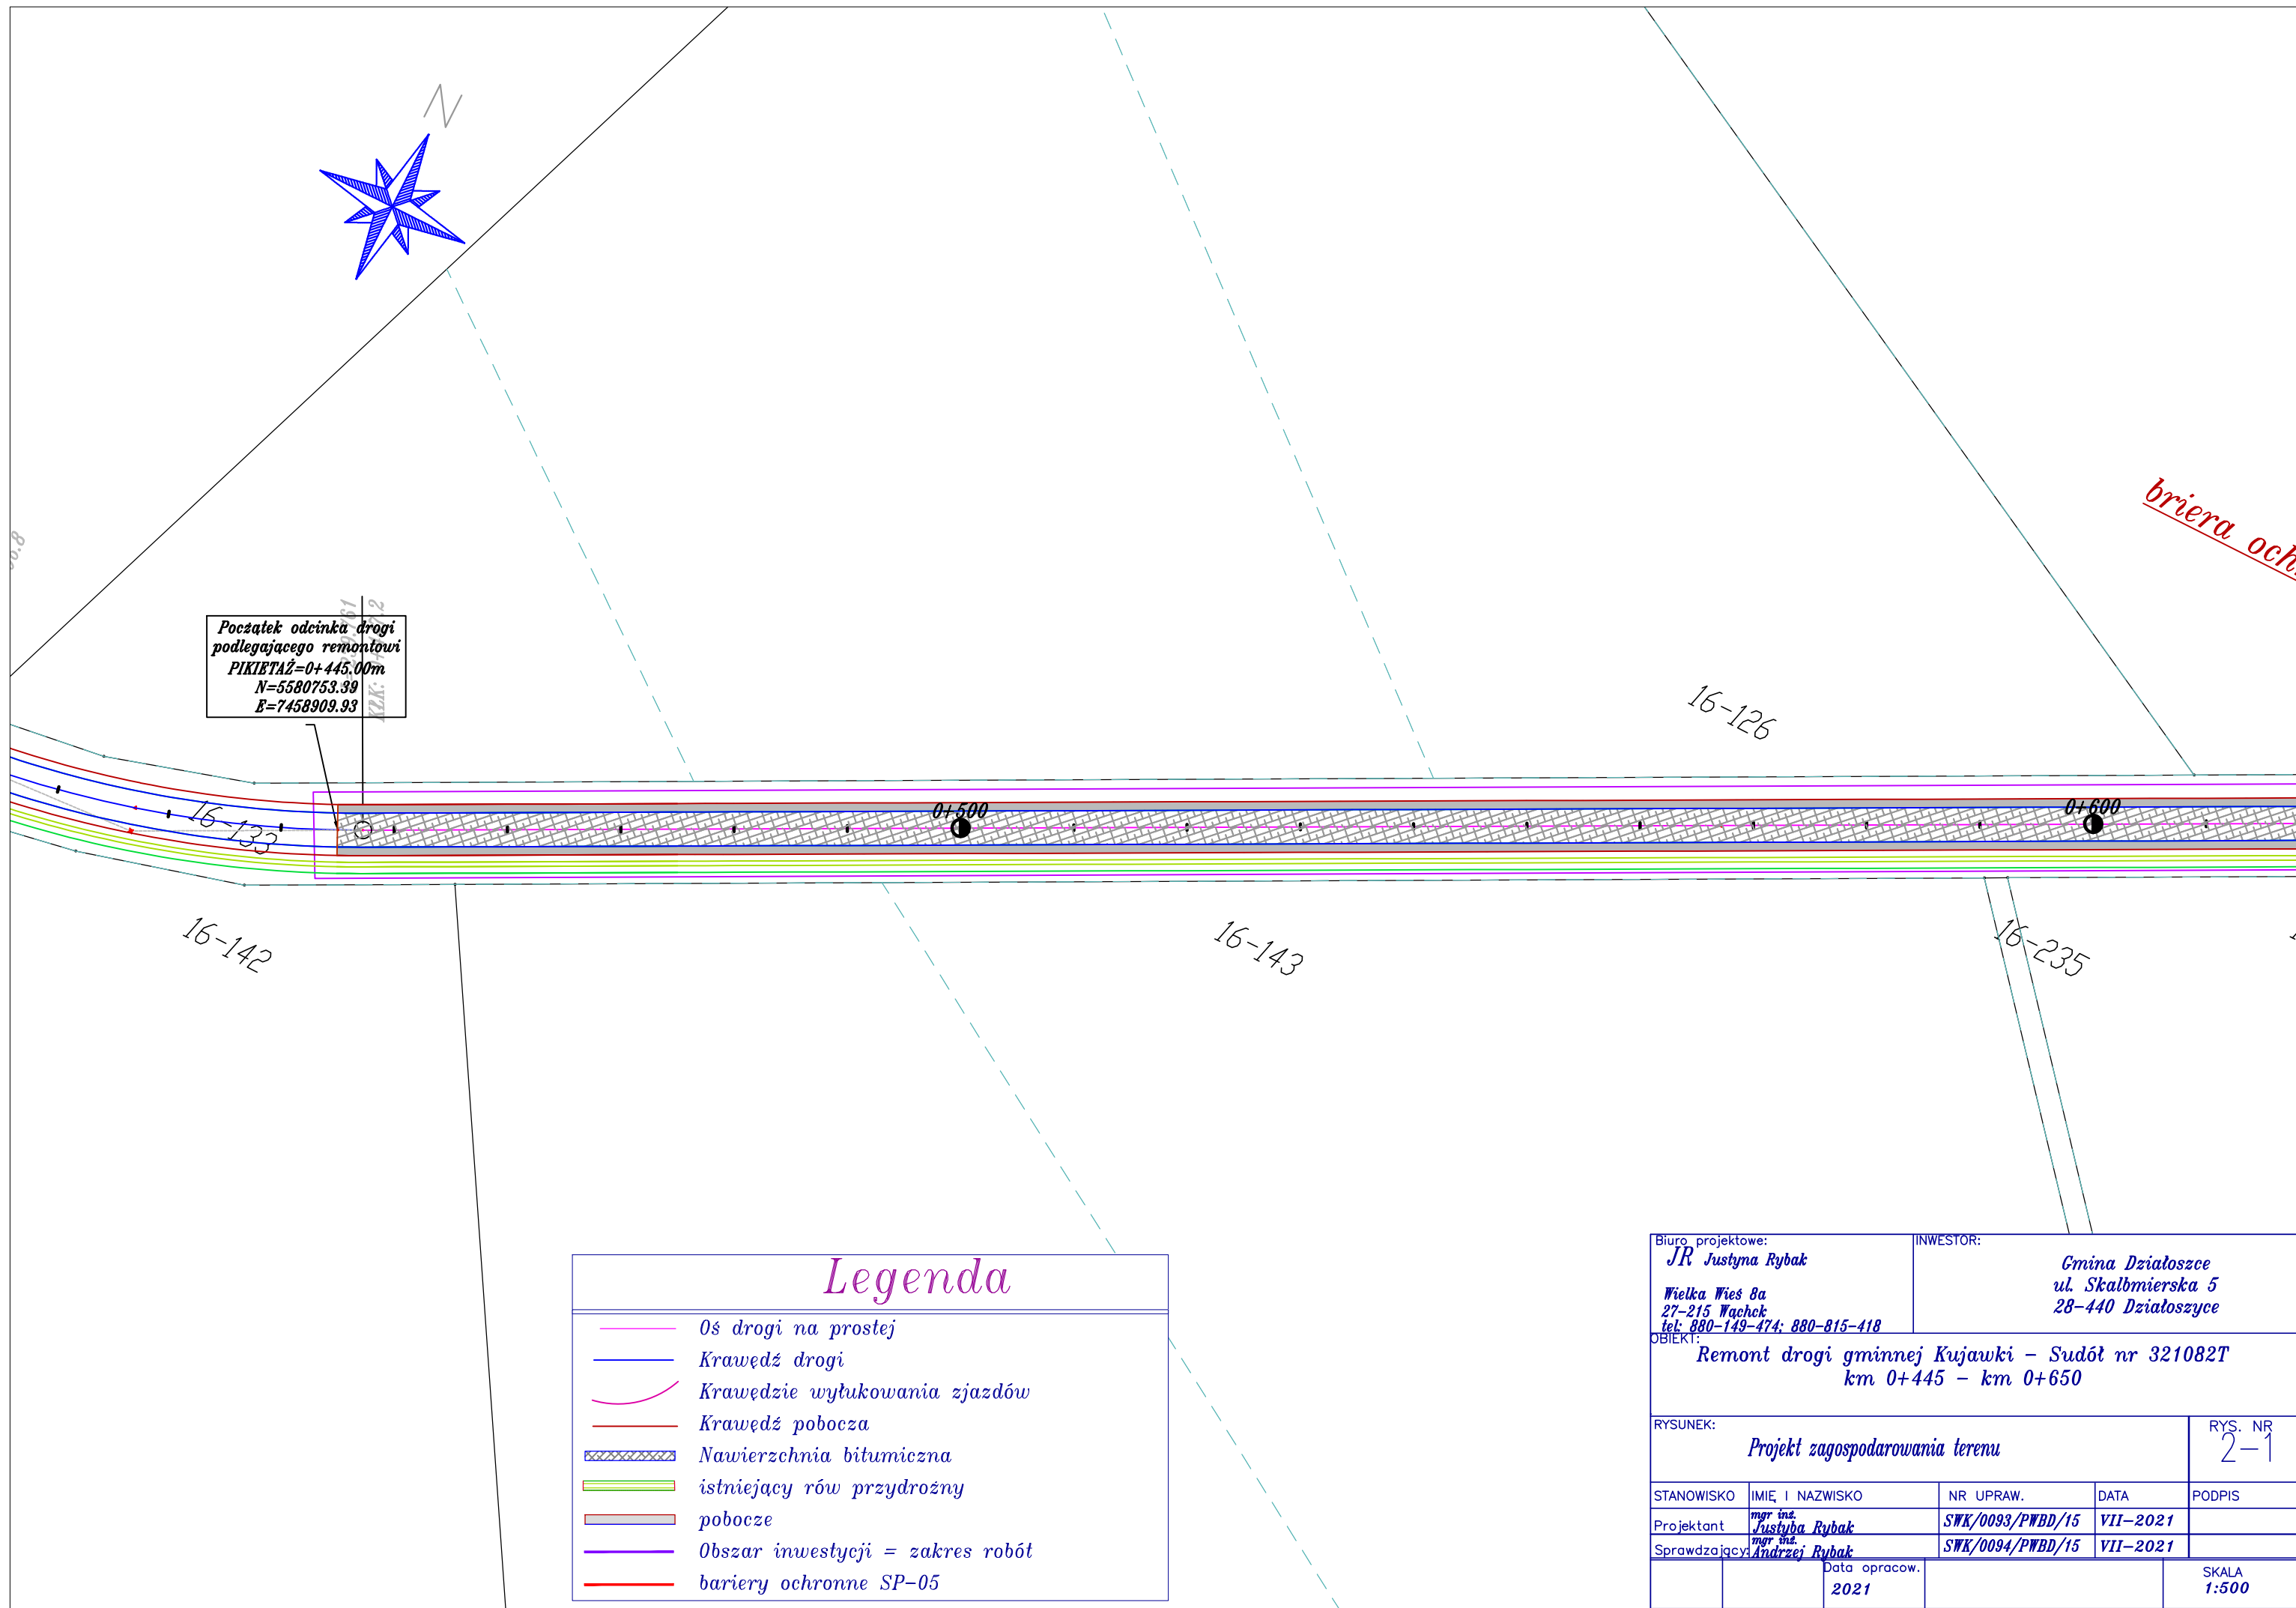 N
briera och
Początek odcinka drogi
podlegającego remontowi
PIKIETAŻ=0+445.00m
N=5580753.39
E=7458909.93
16-126
0+500
0+600
16-133
16-142
16-143
16-235
Legenda
Oś drogi na prostej
Krawędź drogi
Krawędzie wyłukowania zjazdów
Krawędź pobocza
Nawierzchnia bitumiczna
istniejący rów przydrożny
pobocze
Obszar inwestycji = zakres robót
bariery ochronne SP-05
Biuro projektowe:
JR Justyna Rybak
Wielka Wieś 8a
27-215 Wąchck
tel: 880-149-474; 880-815-418
INWESTOR:
Gmina Działoszce
ul. Skalbmierska 5
28-440 Działoszyce
OBIEKT:
Remont drogi gminnej Kujawki - Sudół nr 321082T
km 0+445 - km 0+650
RYSUNEK:
Projekt zagospodarowania terenu
RYS. NR
2-1
STANOWISKO IMIĘ I NAZWISKO NR UPRAW. DATA PODPIS
Projektant mgr inż. Justyba Rybak SWK/0093/PWBD/15 VII-2021
Sprawdzający: mgr inż. Andrzej Rybak SWK/0094/PWBD/15 VII-2021
Data opracow.
2021
SKALA
1:500